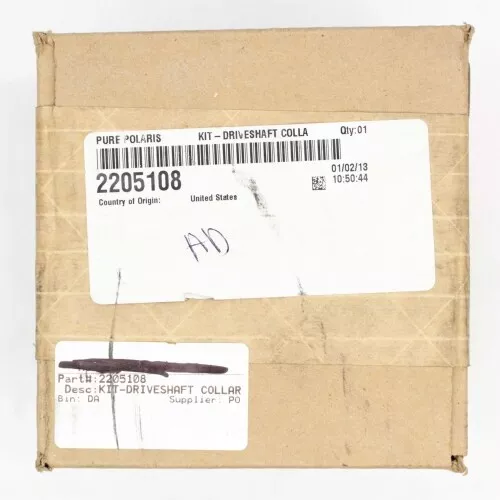 PURE POLARIS KIT - DRIVESHAFT COLLA Qty:01
2205108 01/02/13
10:50:44
Country of Origin: United States
AD
Part#:2205108
Desc:KIT-DRIVESHAFT COLLAR
Bin: DA Supplier: PO